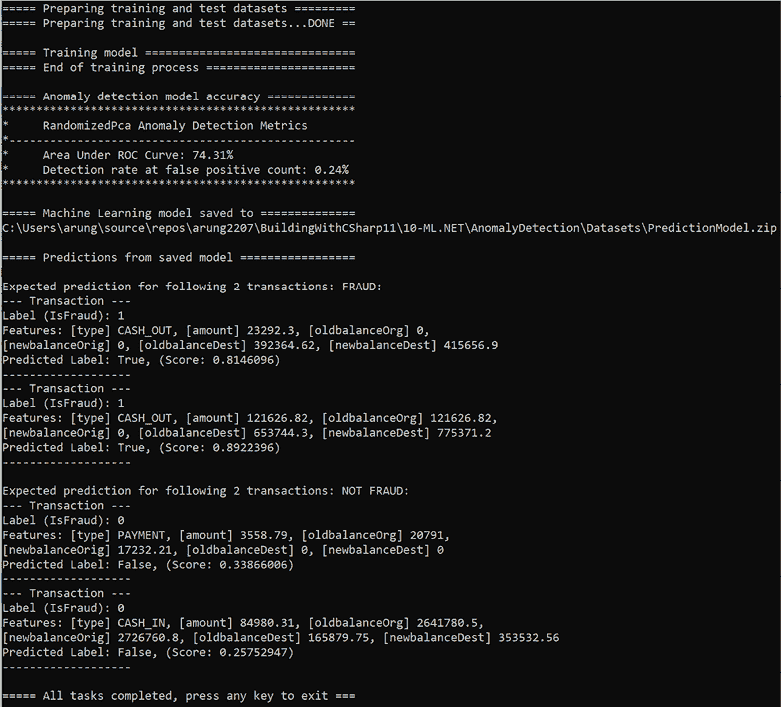 ===== Preparing training and test datasets =========
===== Preparing training and test datasets...DONE ==
===== Training model ===============================
===== End of training process ======================
===== Anomaly detection model accuracy =============
****************************************************
*     RandomizedPca Anomaly Detection Metrics
*---------------------------------------------------
*     Area Under ROC Curve: 74.31%
*     Detection rate at false positive count: 0.24%
****************************************************
===== Machine Learning model saved to ==============
C:\Users\arung\source\repos\arung2207\BuildingWithCSharp11\10-ML.NET\AnomalyDetection\Datasets\PredictionModel.zip
===== Predictions from saved model =================
Expected prediction for following 2 transactions: FRAUD:
--- Transaction ---
Label (IsFraud): 1
Features: [type] CASH_OUT, [amount] 23292.3, [oldbalanceOrg] 0,
[newbalanceOrig] 0, [oldbalanceDest] 392364.62, [newbalanceDest] 415656.9
Predicted Label: True, (Score: 0.8146096)
-------------------
--- Transaction ---
Label (IsFraud): 1
Features: [type] CASH_OUT, [amount] 121626.82, [oldbalanceOrg] 121626.82,
[newbalanceOrig] 0, [oldbalanceDest] 653744.3, [newbalanceDest] 775371.2
Predicted Label: True, (Score: 0.8922396)
-------------------
Expected prediction for following 2 transactions: NOT FRAUD:
--- Transaction ---
Label (IsFraud): 0
Features: [type] PAYMENT, [amount] 3558.79, [oldbalanceOrg] 20791,
[newbalanceOrig] 17232.21, [oldbalanceDest] 0, [newbalanceDest] 0
Predicted Label: False, (Score: 0.33866006)
-------------------
--- Transaction ---
Label (IsFraud): 0
Features: [type] CASH_IN, [amount] 84980.31, [oldbalanceOrg] 2641780.5,
[newbalanceOrig] 2726760.8, [oldbalanceDest] 165879.75, [newbalanceDest] 353532.56
Predicted Label: False, (Score: 0.25752947)
-------------------
===== All tasks completed, press any key to exit ===